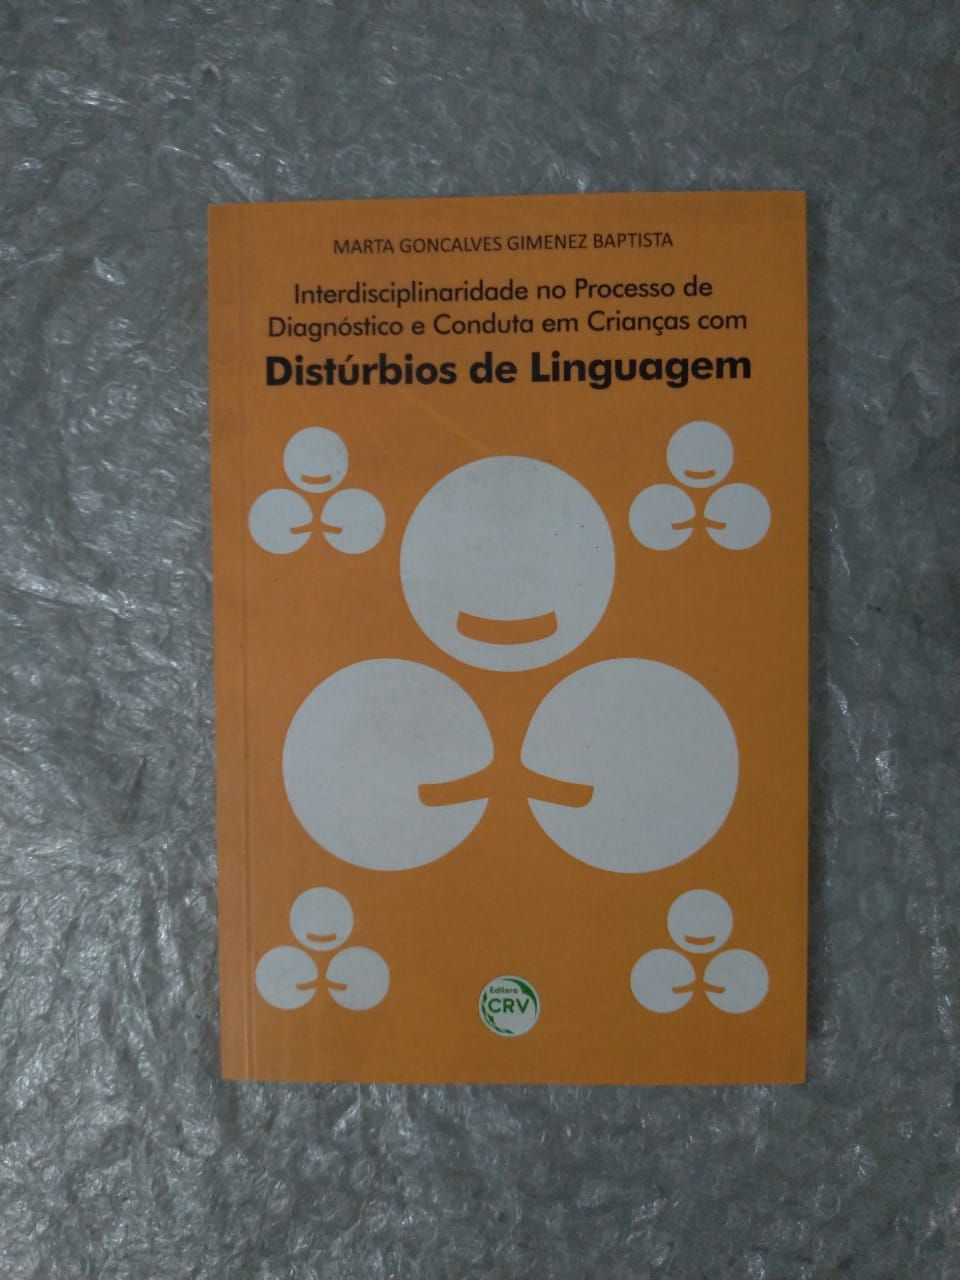 MARTA GONCALVES GIMENEZ BAPTISTA
Interdisciplinaridade no Processo de
Diagnóstico e Conduta em Crianças com
Distúrbios de Linguagem
Editora
CRV